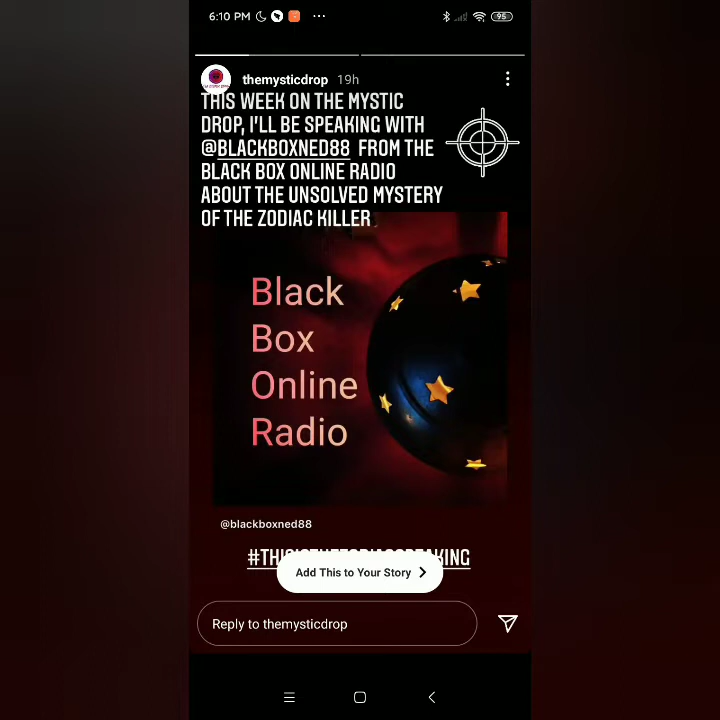 6:10 PM
95
themysticdrop 19h
THIS WEEK ON THE MYSTIC
DROP, I'LL BE SPEAKING WITH
@BLACKBOXNED88 FROM THE
BLACK BOX ONLINE RADIO
ABOUT THE UNSOLVED MYSTERY
OF THE ZODIAC KILLER
Black
Box
Online
Radio
@blackboxned88
Add This to Your Story
Reply to themysticdrop